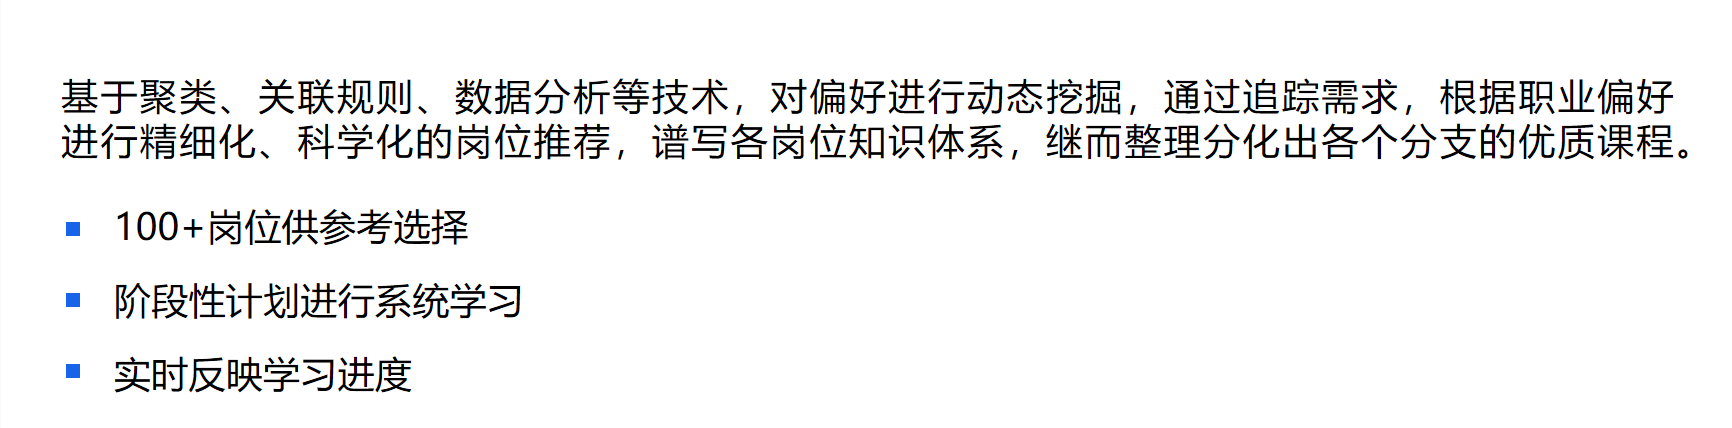 基于聚类、关联规则、数据分析等技术，对偏好进行动态挖掘，通过追踪需求，根据职业偏好
进行精细化、科学化的岗位推荐，谱写各岗位知识体系，继而整理分化出各个分支的优质课程。
100+岗位供参考选择
阶段性计划进行系统学习
实时反映学习进度